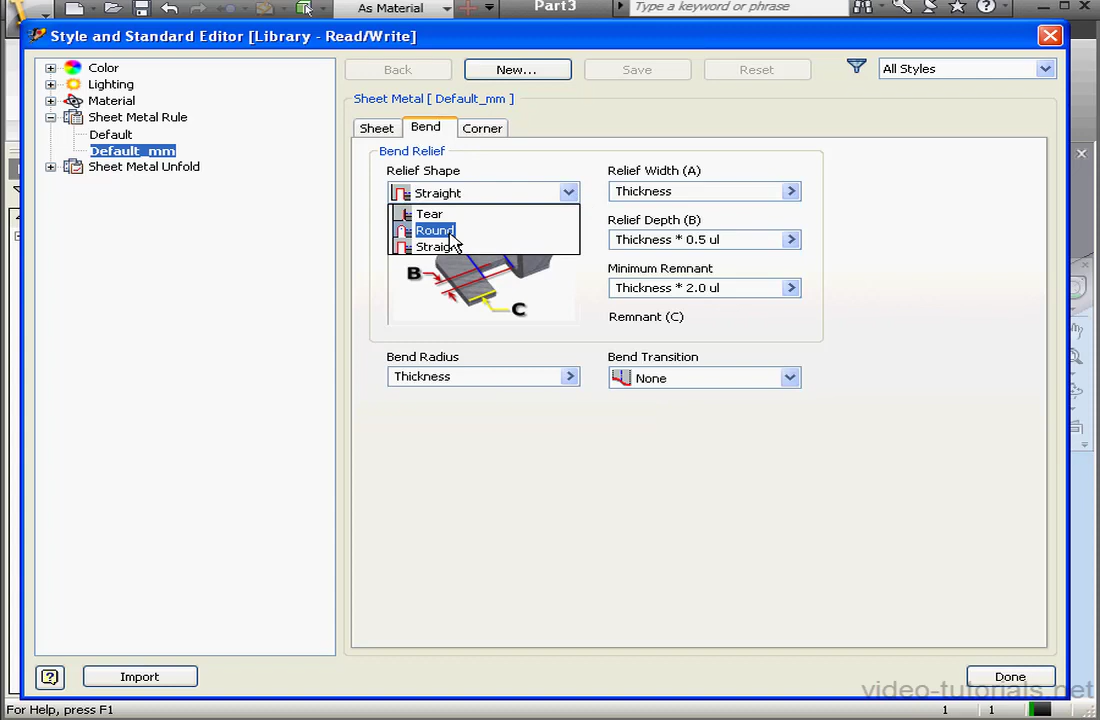 As Material
Part3
Type a keyword or phrase
Style and Standard Editor [Library - Read/Write]
Color
Lighting
Material
Sheet Metal Rule
Default
Default_mm
Sheet Metal Unfold
Back
New...
Save
Reset
All Styles
Sheet Metal [ Default_mm ]
Sheet
Bend
Corner
Bend Relief
Relief Shape
Straight
Tear
Round
Straight
B
C
Relief Width (A)
Thickness
Relief Depth (B)
Thickness * 0.5 ul
Minimum Remnant
Thickness * 2.0 ul
Remnant (C)
Bend Radius
Thickness
Bend Transition
None
Import
Done
video-tutorials.net
For Help, press F1
1
1